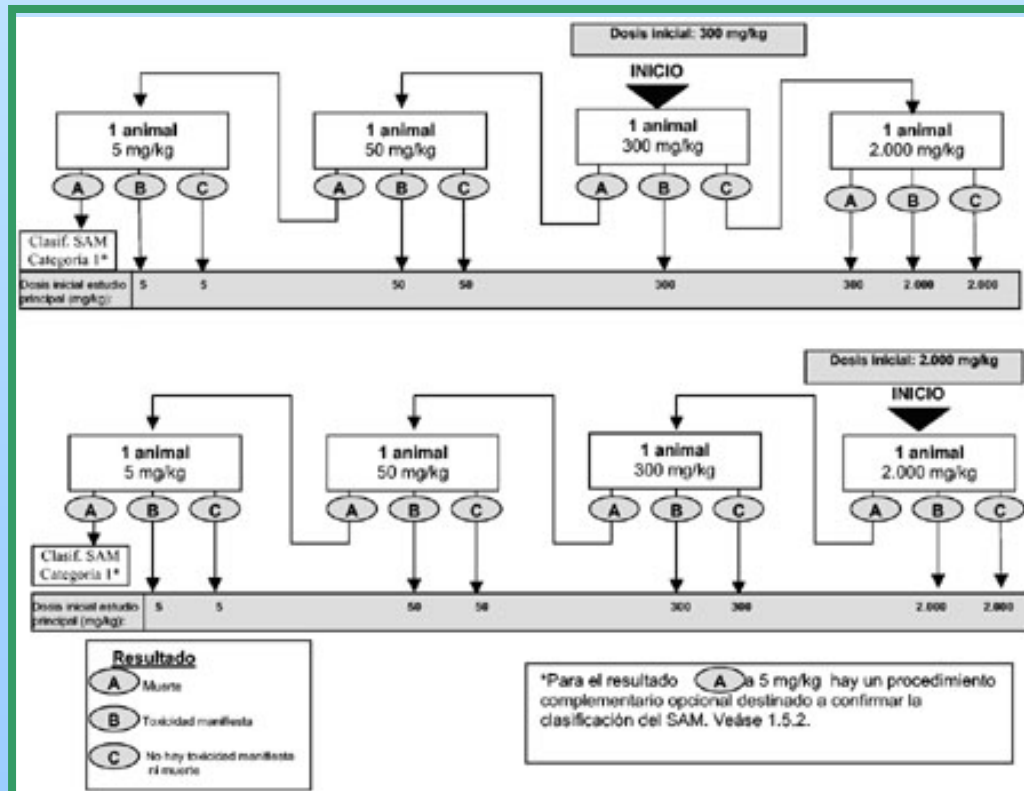 Dosis inicial: 300 mg/kg
INICIO
1 animal
5 mg/kg
1 animal
50 mg/kg
1 animal
300 mg/kg
1 animal
2.000 mg/kg
A B C A B C A B C A B C
Clasif. SAM
Categoria 1*
Dosis inicial estudio
principal (mg/kg):
5 5 50 50 300 300 2.000 2.000
Dosis inicial: 2.000 mg/kg
INICIO
1 animal
5 mg/kg
1 animal
50 mg/kg
1 animal
300 mg/kg
1 animal
2.000 mg/kg
A B C A B C A B C A B C
Clasif. SAM
Categoria 1*
Dosis inicial estudio
principal (mg/kg):
5 5 50 50 300 300 2.000 2.000
Resultado
A Muerte
B Toxicidad manifiesta
C No hay toxicidad manifiesta
ni muerte
*Para el resultado A a 5 mg/kg hay un procedimiento
complementario opcional destinado a confirmar la
clasificación del SAM. Veáse 1.5.2.